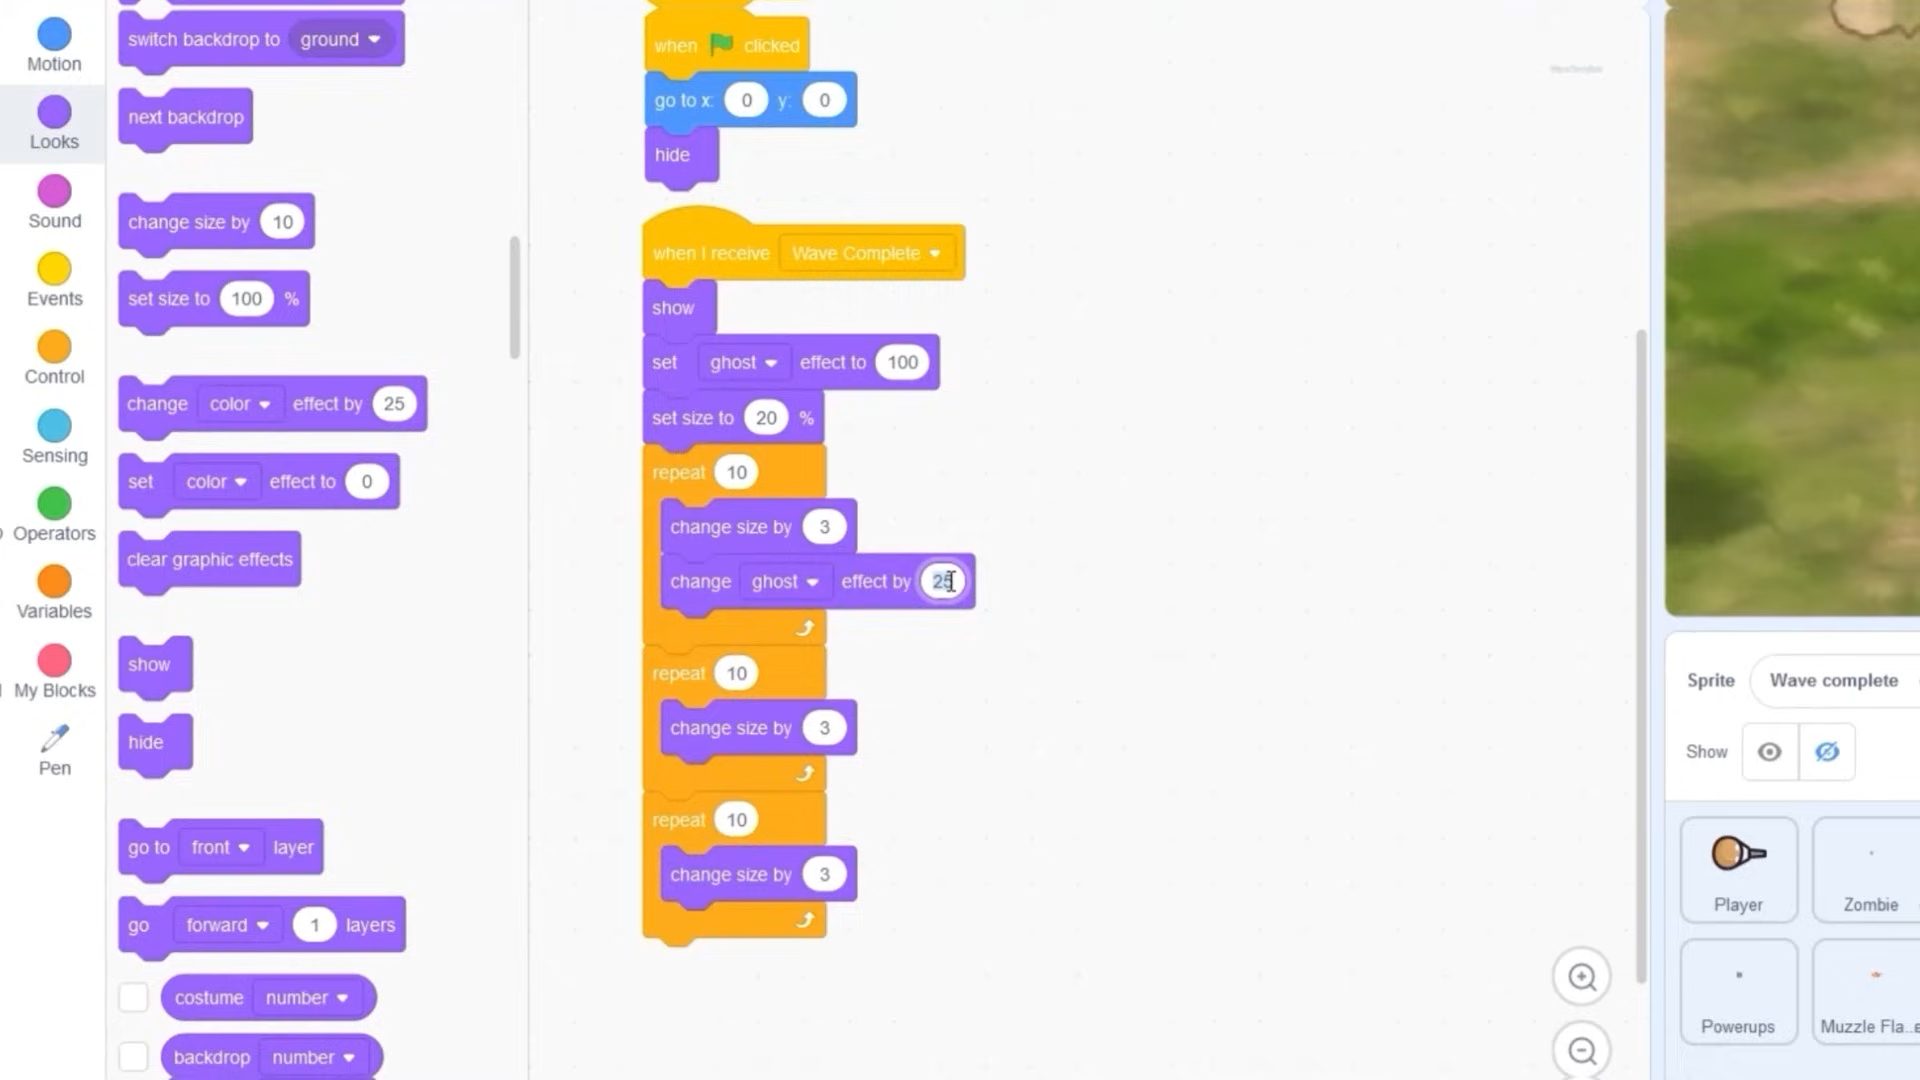 Motion
Looks
Sound
Events
Control
Sensing
Operators
Variables
My Blocks
Pen
switch backdrop to ground
next backdrop
change size by 10
set size to 100 %
change color effect by 25
set color effect to 0
clear graphic effects
show
hide
go to front layer
go forward 1 layers
costume number
backdrop number
when clicked
go to x: 0 y: 0
hide
when I receive Wave Complete
show
set ghost effect to 100
set size to 20 %
repeat 10
change size by 3
change ghost effect by 25
repeat 10
change size by 3
repeat 10
change size by 3
Sprite Wave complete
Show
Player
Zombie
Powerups
Muzzle Fla...e